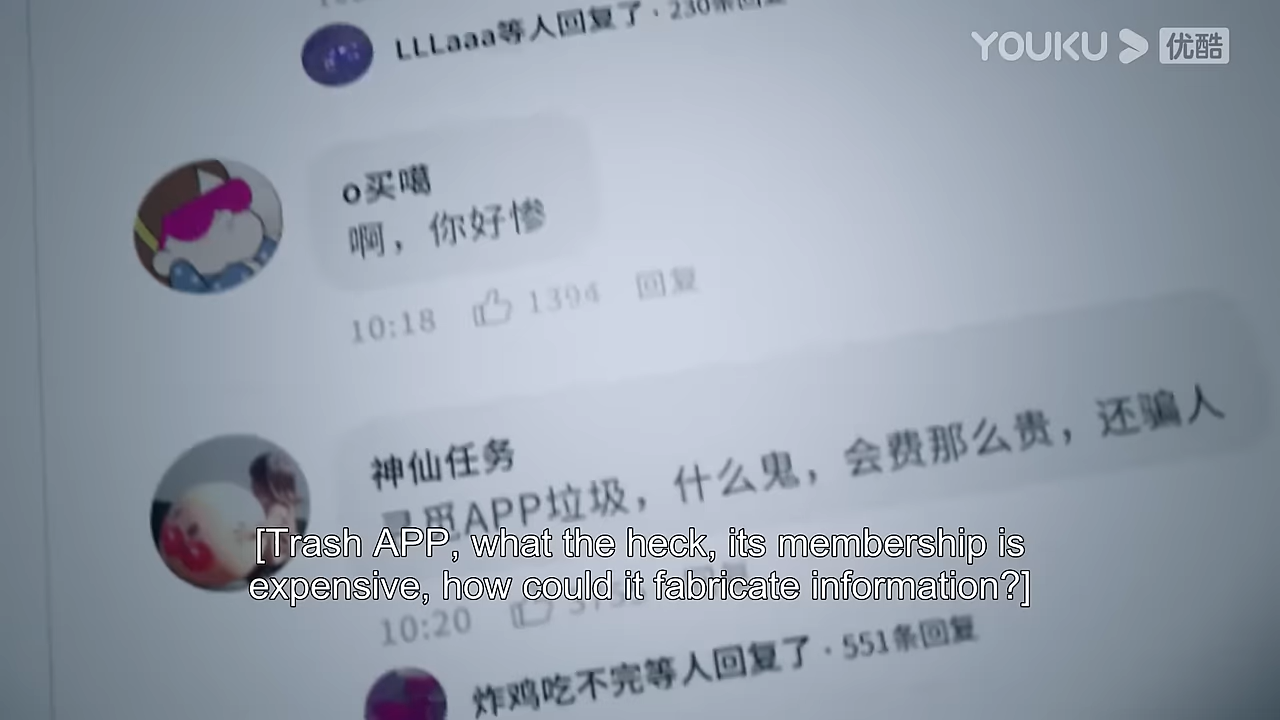 LLLaaa等人回复了 · 230条回复
YOUKU 优酷
o买噶
啊，你好惨
10:18 1394 回复
神仙任务
觅APP垃圾，什么鬼，会费那么贵，还骗人
[Trash APP, what the heck, its membership is
expensive, how could it fabricate information?]
10:20
炸鸡吃不完等人回复了 · 551条回复